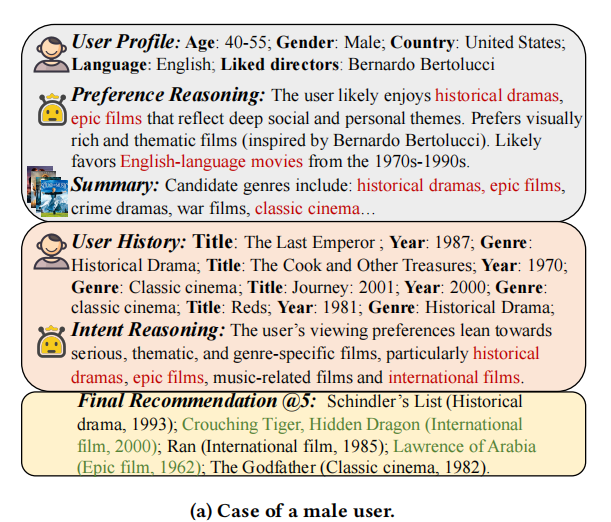 User Profile: Age: 40-55; Gender: Male; Country: United States;
Language: English; Liked directors: Bernardo Bertolucci
Preference Reasoning: The user likely enjoys historical dramas,
epic films that reflect deep social and personal themes. Prefers visually
rich and thematic films (inspired by Bernardo Bertolucci). Likely
favors English-language movies from the 1970s-1990s.
Summary: Candidate genres include: historical dramas, epic films,
crime dramas, war films, classic cinema…
User History: Title: The Last Emperor ; Year: 1987; Genre:
Historical Drama; Title: The Cook and Other Treasures; Year: 1970;
Genre: Classic cinema; Title: Journey: 2001; Year: 2000; Genre:
classic cinema; Title: Reds; Year: 1981; Genre: Historical Drama;
Intent Reasoning: The user's viewing preferences lean towards
serious, thematic, and genre-specific films, particularly historical
dramas, epic films, music-related films and international films.
Final Recommendation @5: Schindler's List (Historical
drama, 1993); Crouching Tiger, Hidden Dragon (International
film, 2000); Ran (International film, 1985); Lawrence of Arabia
(Epic film, 1962); The Godfather (Classic cinema, 1982).
(a) Case of a male user.